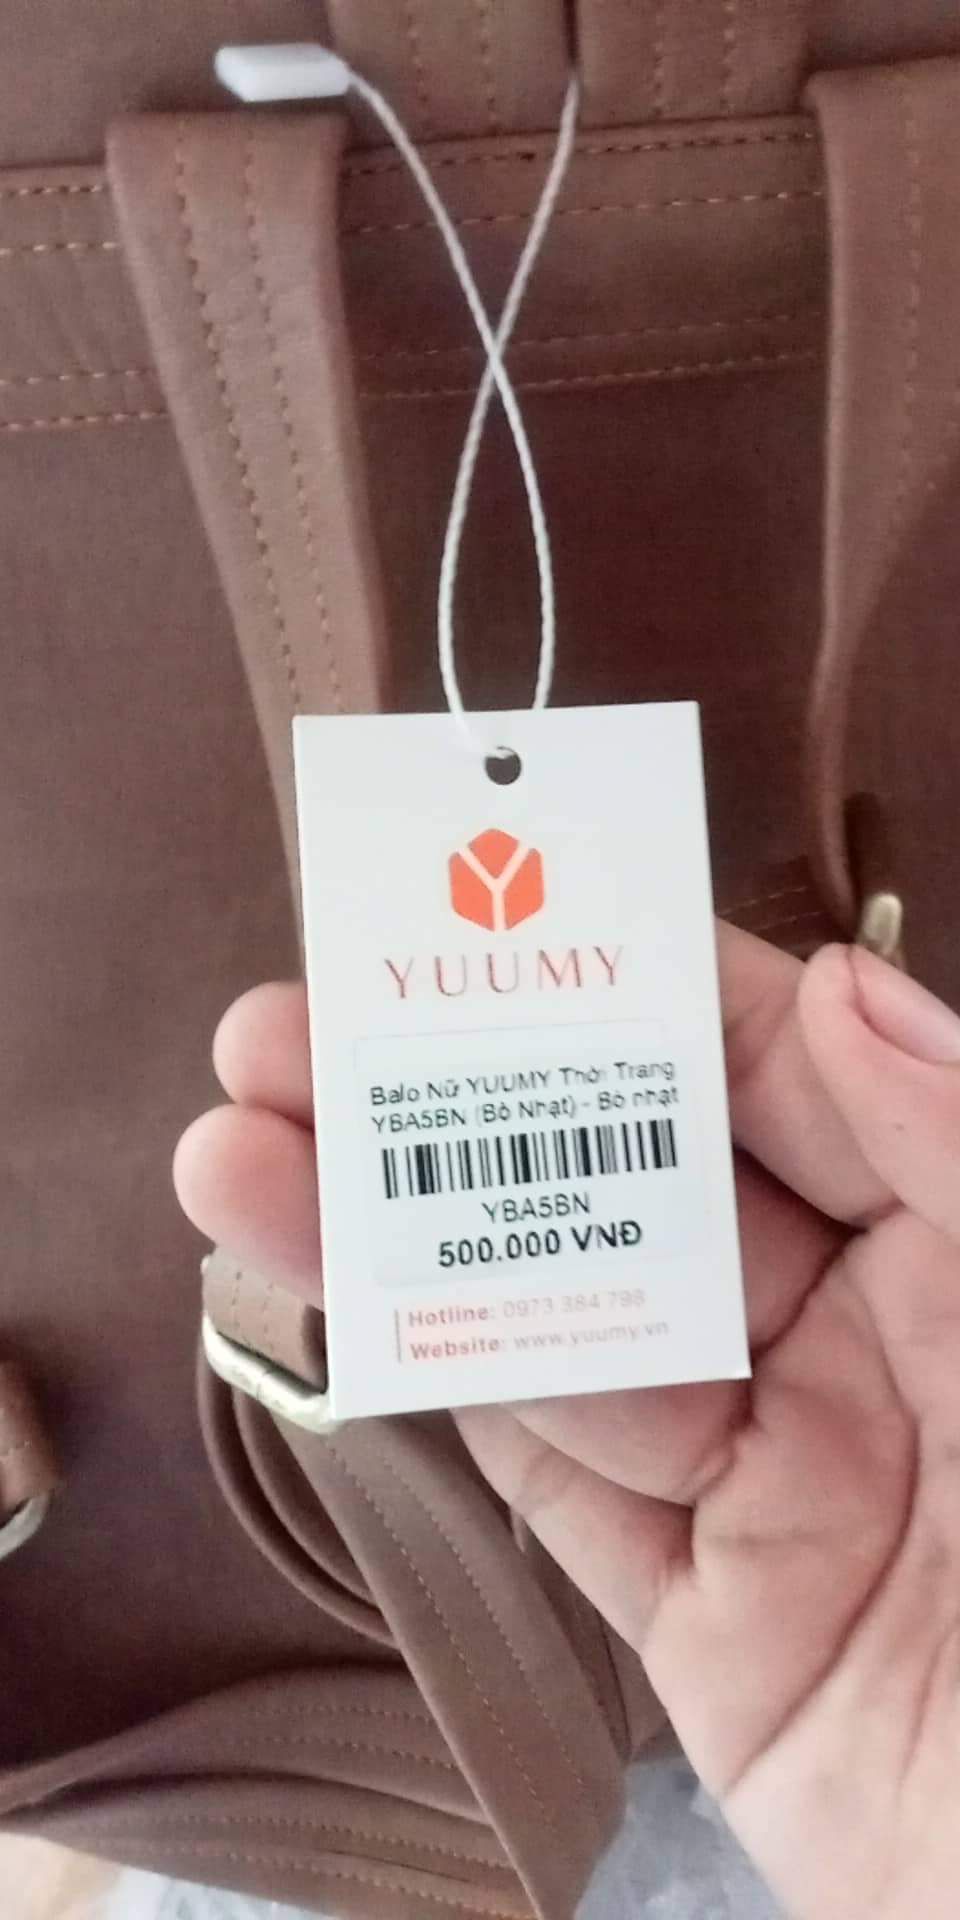 YUUMY
Balo Nữ YUUMY Thời Trang
YBA5BN (Bò Nhạt) - Bò nhạt
YBA5BN
500.000 VNĐ
Hotline: 0973 384 798
Website: www.yuumy.vn